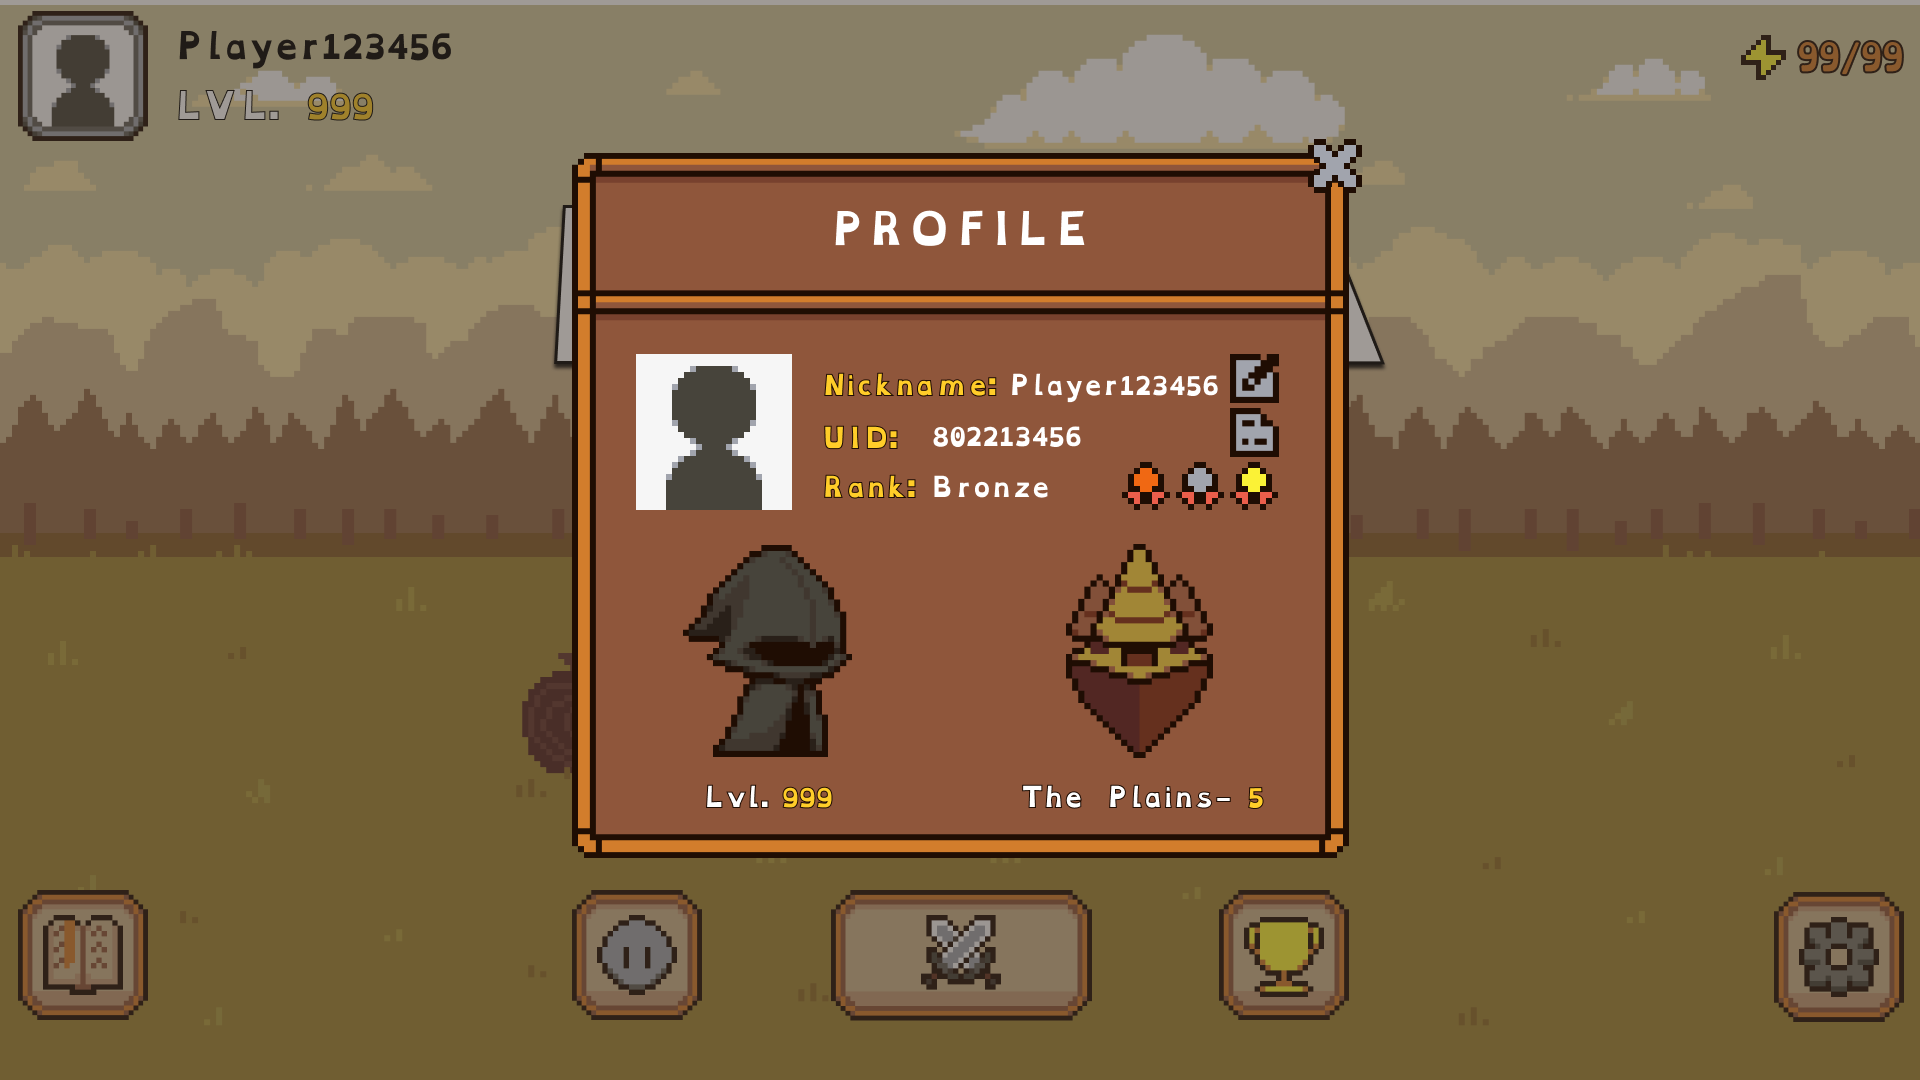 Player123456
LVL. 999
99/99
PROFILE
Nickname: Player123456
UID: 802213456
Rank: Bronze
Lvl. 999
The Plains- 5